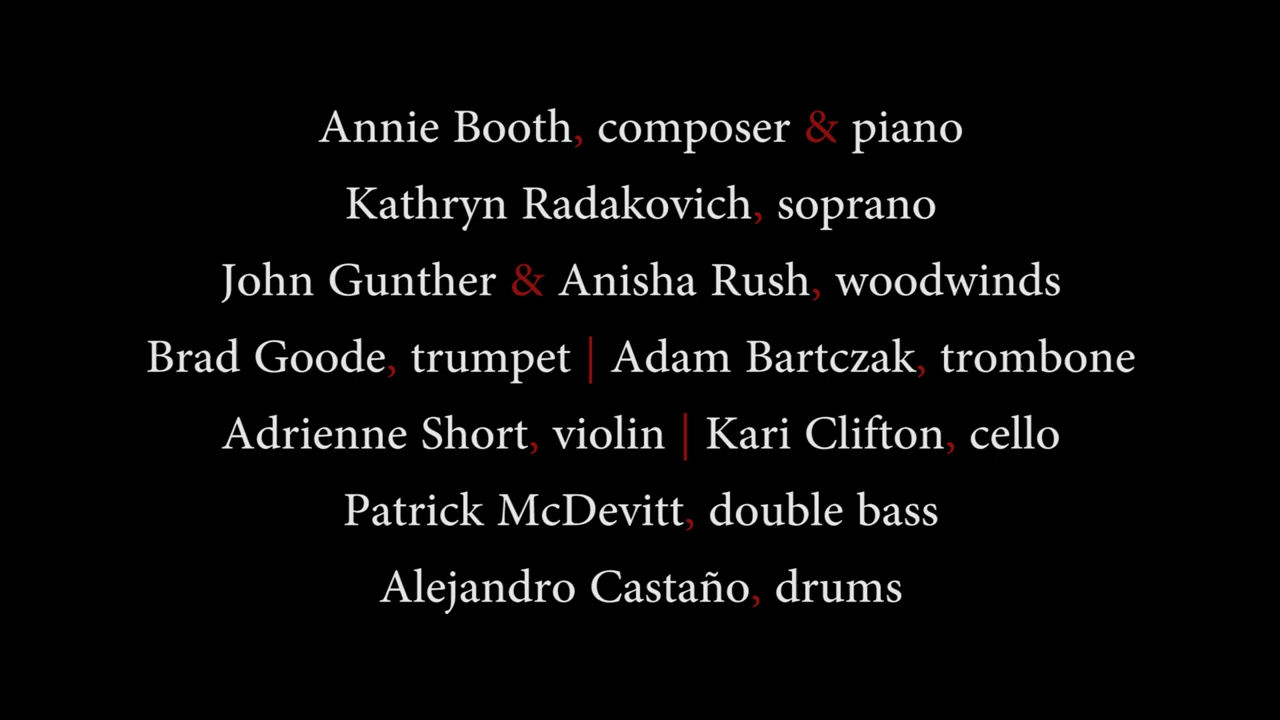 Annie Booth, composer & piano
Kathryn Radakovich, soprano
John Gunther & Anisha Rush, woodwinds
Brad Goode, trumpet | Adam Bartczak, trombone
Adrienne Short, violin | Kari Clifton, cello
Patrick McDevitt, double bass
Alejandro Castaño, drums